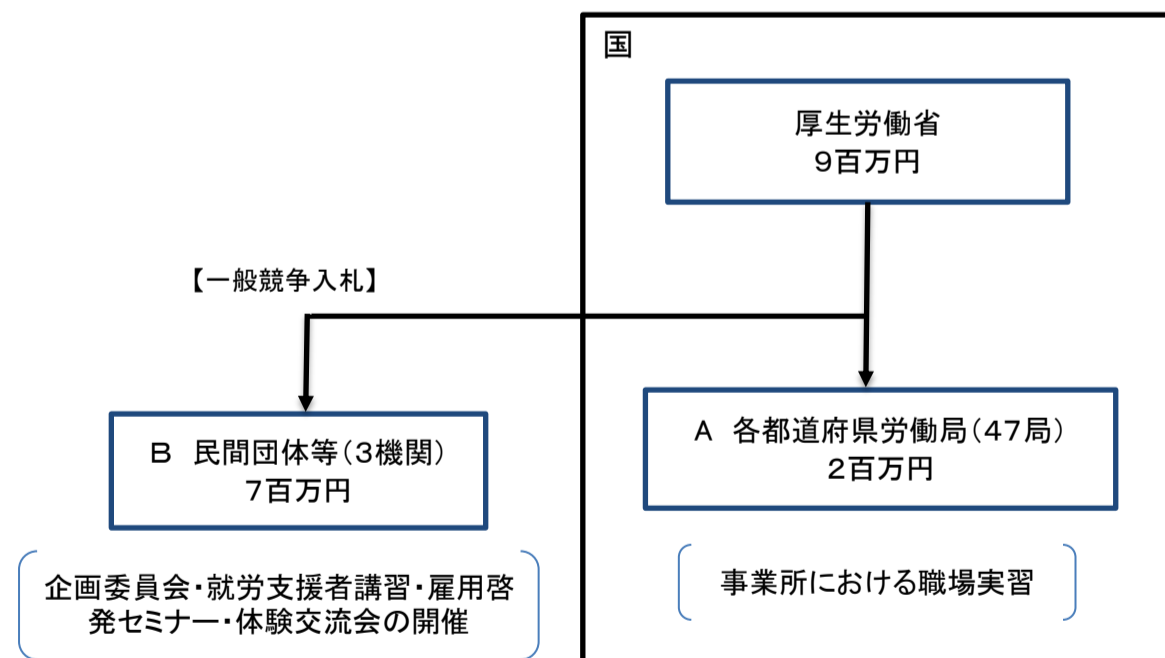 国
厚生労働省
9百万円
【一般競争入札】
B 民間団体等(3機関)
7百万円
A 各都道府県労働局(47局)
2百万円
企画委員会・就労支援者講習・雇用啓
発セミナー・体験交流会の開催
事業所における職場実習